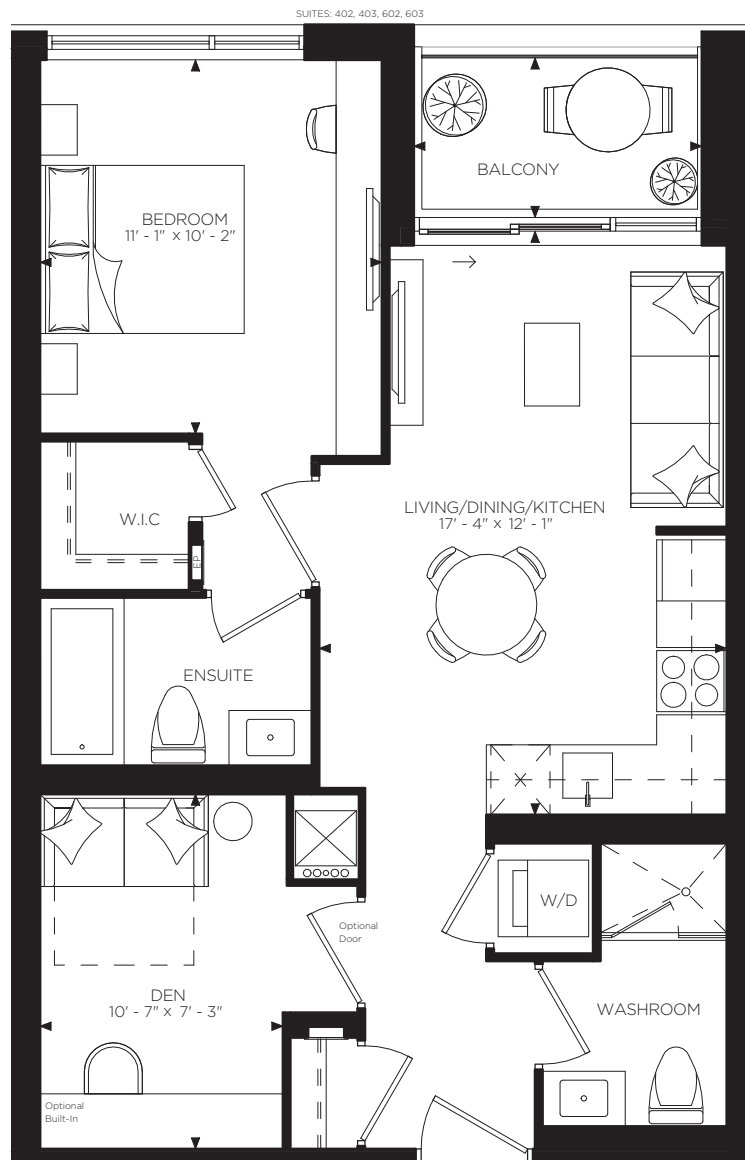 SUITES: 402, 403, 602, 603
BALCONY
BEDROOM
11' - 1" x 10' - 2"
W.I.C
LIVING/DINING/KITCHEN
17' - 4" x 12' - 1"
EP
ENSUITE
W/D
Optional
Door
DEN
10' - 7" x 7' - 3"
WASHROOM
Optional
Built-In